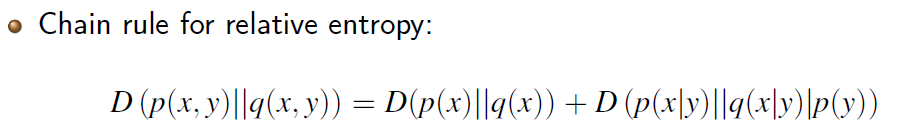 Chain rule for relative entropy:
D (p(x, y)||q(x, y)) = D(p(x)||q(x)) + D (p(x|y)||q(x|y)|p(y))